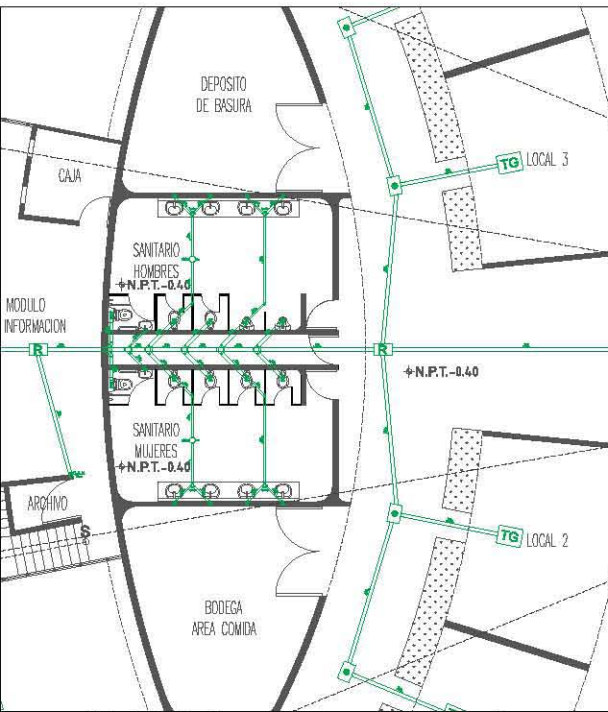 DEPOSITO
DE BASURA
TG
LOCAL 3
CAJA
SANITARIO
HOMBRES
N.P.T.-0.40
MODULO
INFORMACION
R
R
N.P.T.-0.40
SANITARIO
MUJERES
N.P.T.-0.40
ARCHIVO
S
TG
LOCAL 2
BODEGA
AREA COMIDA